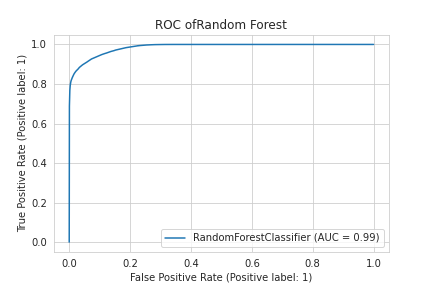 ROC ofRandom Forest
True Positive Rate (Positive label: 1)
1.0
0.8
0.6
0.4
0.2
0.0
RandomForestClassifier (AUC = 0.99)
0.0 0.2 0.4 0.6 0.8 1.0
False Positive Rate (Positive label: 1)